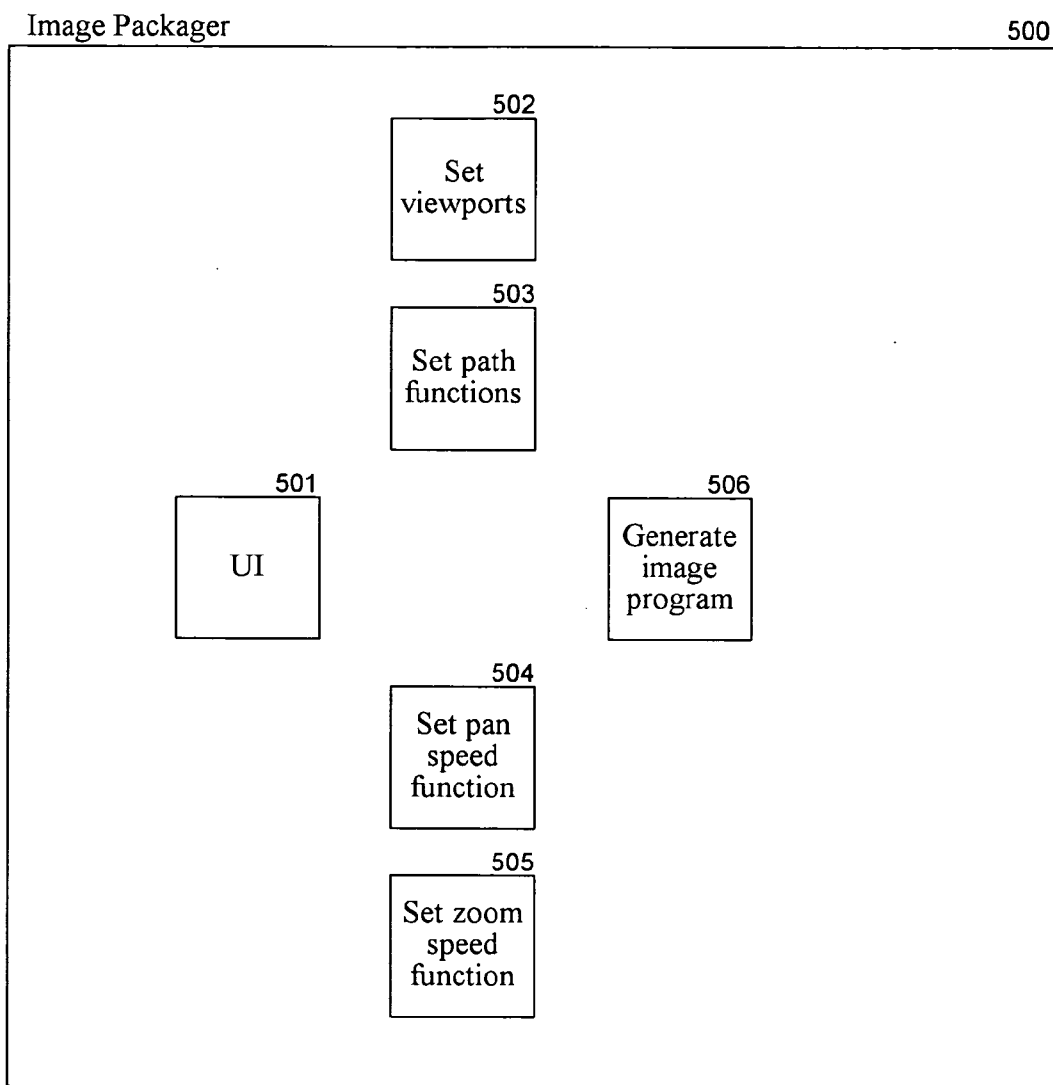 Image Packager
500
502
Set
viewports
503
Set path
functions
501
UI
506
Generate
image
program
504
Set pan
speed
function
505
Set zoom
speed
function